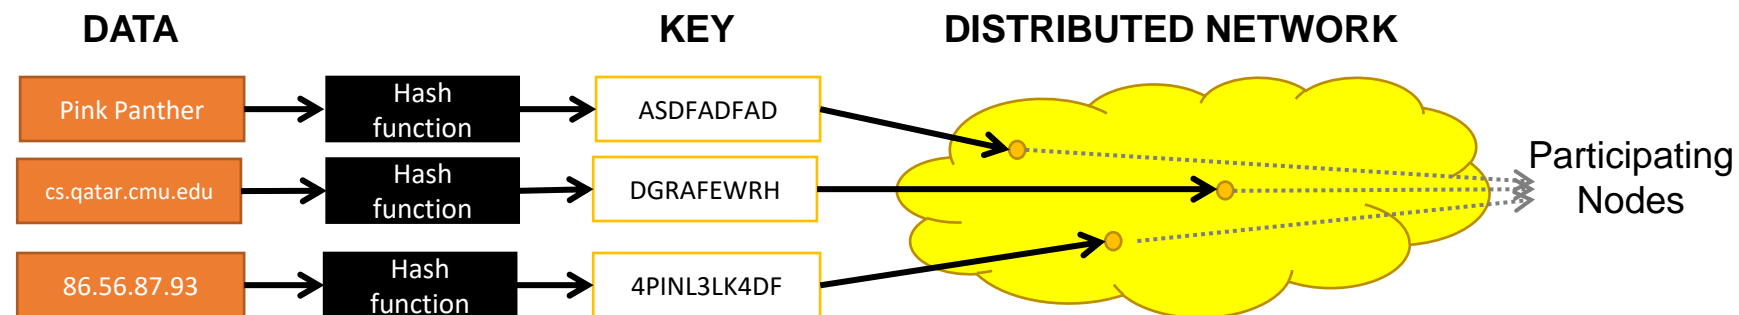 DATA
KEY
DISTRIBUTED NETWORK
Pink Panther
Hash
function
ASDFADFAD
cs.qatar.cmu.edu
Hash
function
DGRAFEWRH
Participating
Nodes
86.56.87.93
Hash
function
4PINL3LK4DF